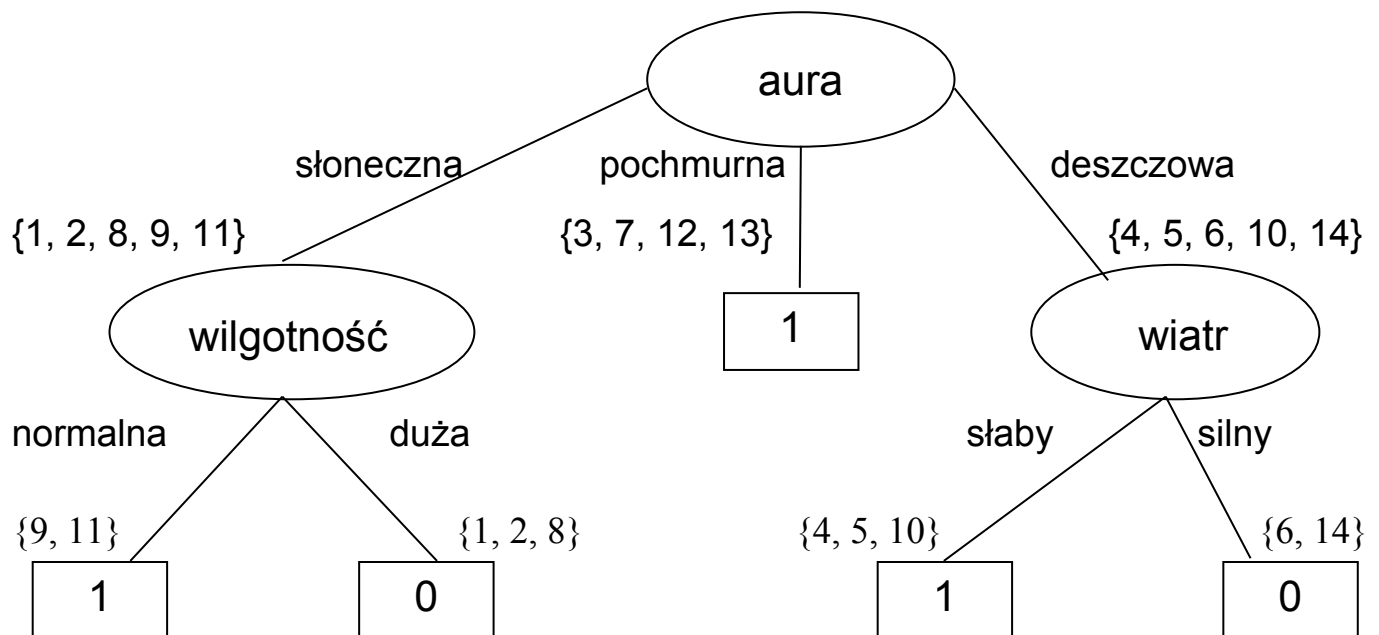 aura
słoneczna pochmurna deszczowa
{1, 2, 8, 9, 11} {3, 7, 12, 13} {4, 5, 6, 10, 14}
wilgotność 1 wiatr
normalna duża słaby silny
{9, 11} {1, 2, 8} {4, 5, 10} {6, 14}
1 0 1 0